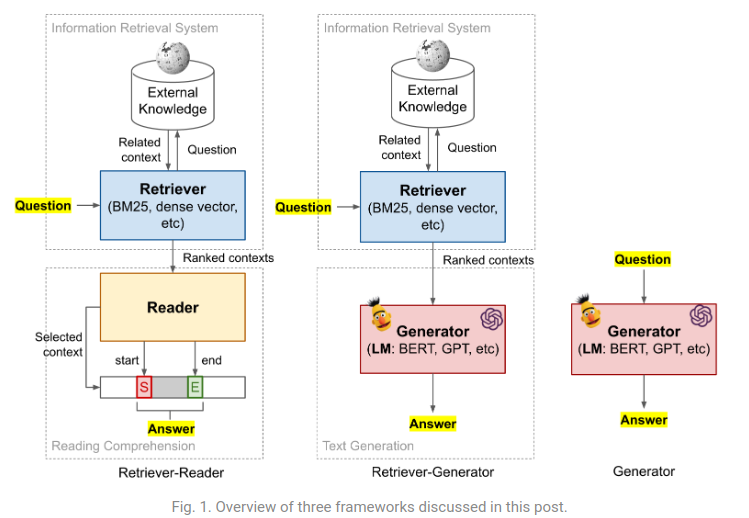 Information Retrieval System
External
Knowledge
Related
context
Question
Question
Retriever
(BM25, dense vector,
etc)
Ranked contexts
Reader
Selected
context
start
end
S
E
Answer
Reading Comprehension
Retriever-Reader
Information Retrieval System
External
Knowledge
Related
context
Question
Question
Retriever
(BM25, dense vector,
etc)
Ranked contexts
Generator
(LM: BERT, GPT, etc)
Answer
Text Generation
Retriever-Generator
Question
Generator
(LM: BERT, GPT, etc)
Answer
Generator
Fig. 1. Overview of three frameworks discussed in this post.